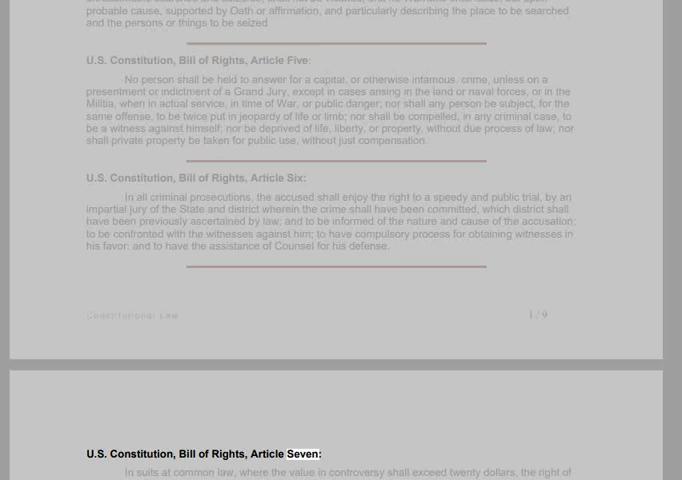 probable cause, supported by Oath or affirmation, and particularly describing the place to be searched
and the persons or things to be seized
U.S. Constitution, Bill of Rights, Article Five:
No person shall be held to answer for a capital, or otherwise infamous. crime, unless on a
presentment or indictment of a Grand Jury, except in cases arising in the land or naval forces, or in the
Militia, when in actual service, in time of War, or public danger; nor shall any person be subject, for the
same offense, to be twice put in jeopardy of life or limb; nor shall be compelled, in any criminal case, to
be a witness against himself; nor be deprived of life, liberty, or property, without due process of law; nor
shall private property be taken for public use, without just compensation.
U.S. Constitution, Bill of Rights, Article Six:
In all criminal prosecutions, the accused shall enjoy the right to a speedy and public trial, by an
impartial jury of the State and district wherein the crime shall have been committed, which district shall
have been previously ascertained by law; and to be informed of the nature and cause of the accusation;
to be confronted with the witnesses against him; to have compulsory process for obtaining witnesses in
his favor: and to have the assistance of Counsel for his defense.
Constitutional Law 1 / 9
U.S. Constitution, Bill of Rights, Article Seven:
In suits at common law, where the value in controversy shall exceed twenty dollars, the right of